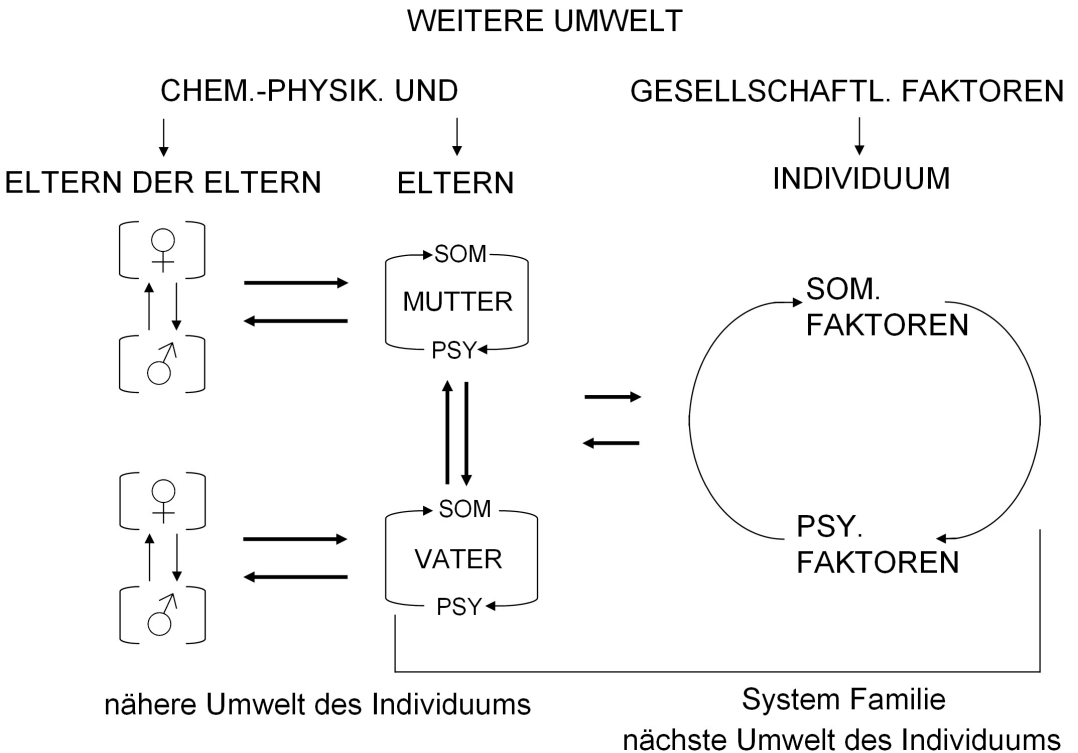 WEITERE UMWELT
CHEM.-PHYSIK. UND GESELLSCHAFTL. FAKTOREN
ELTERN DER ELTERN ELTERN INDIVIDUUM
SOM
MUTTER
PSY
SOM
VATER
PSY
SOM.
FAKTOREN
PSY.
FAKTOREN
nähere Umwelt des Individuums
System Familie
nächste Umwelt des Individuums